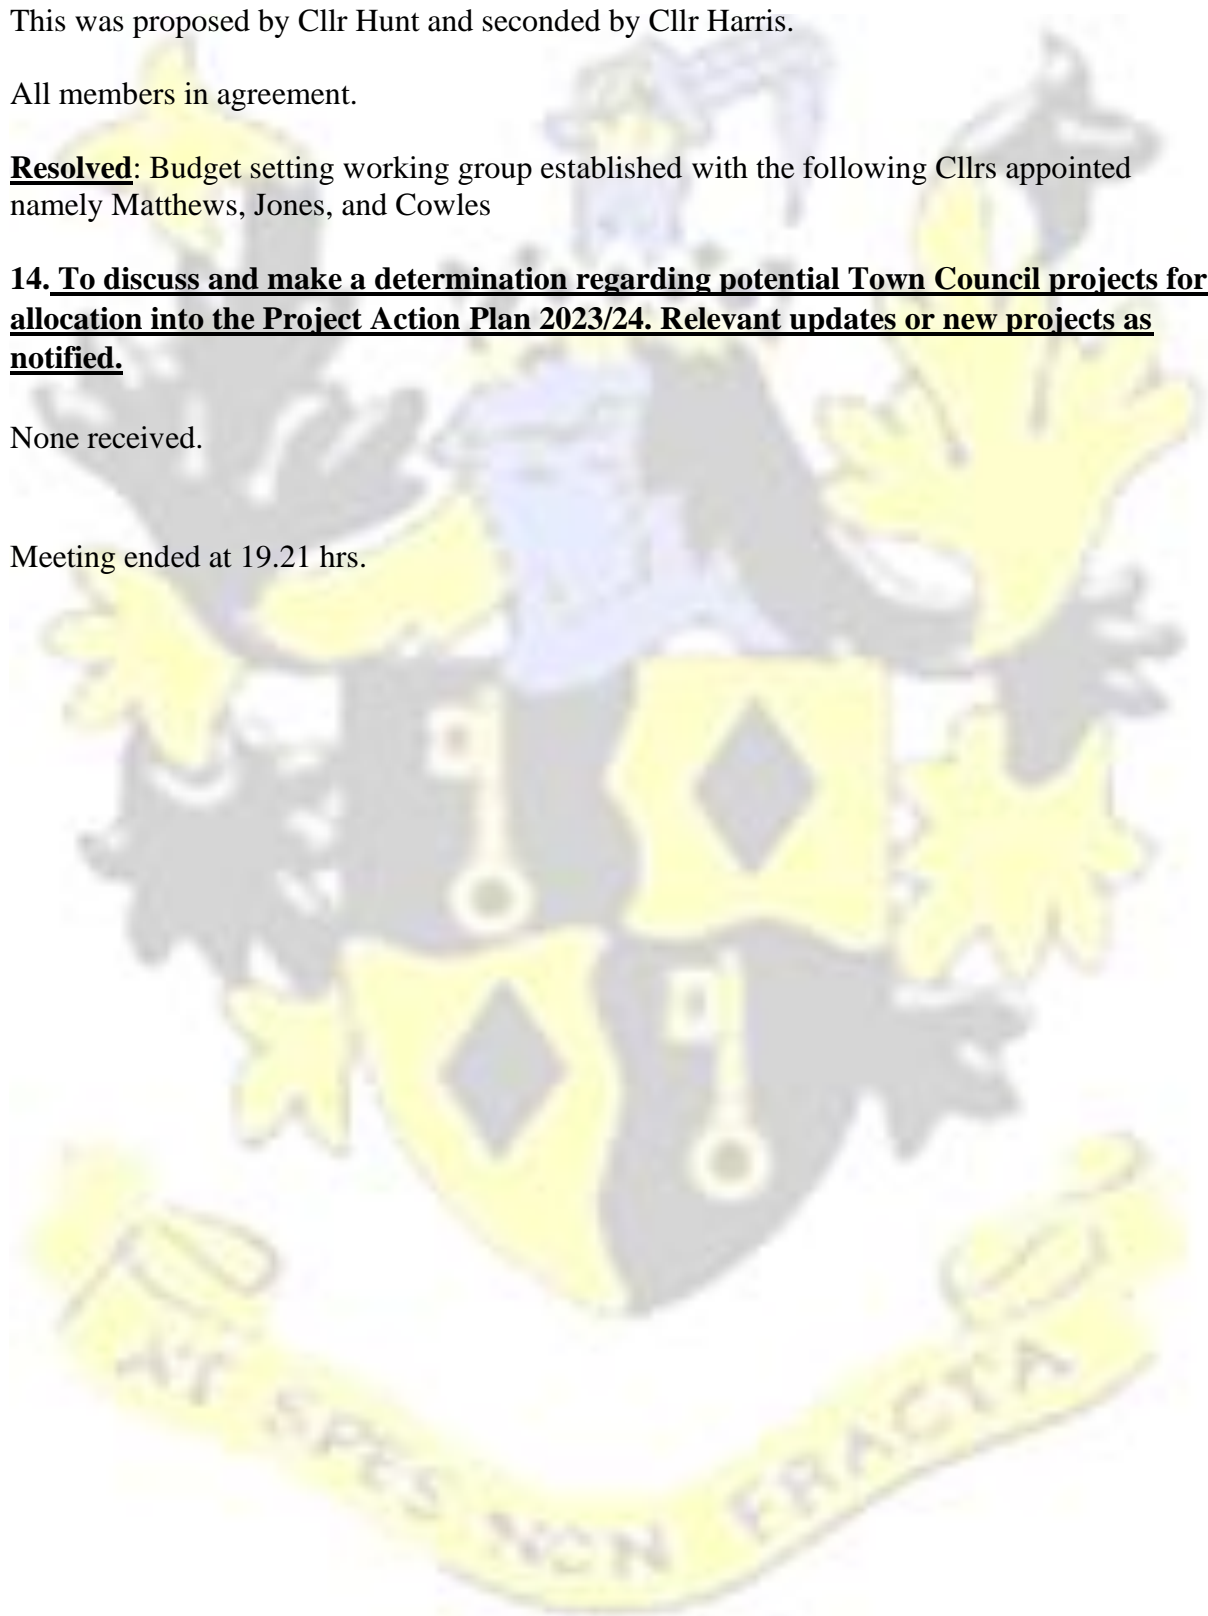 This was proposed by Cllr Hunt and seconded by Cllr Harris.
All members in agreement.
Resolved: Budget setting working group established with the following Cllrs appointed
namely Matthews, Jones, and Cowles
14. To discuss and make a determination regarding potential Town Council projects for
allocation into the Project Action Plan 2023/24. Relevant updates or new projects as
notified.
None received.
Meeting ended at 19.21 hrs.
AT SPES NON FRACTA